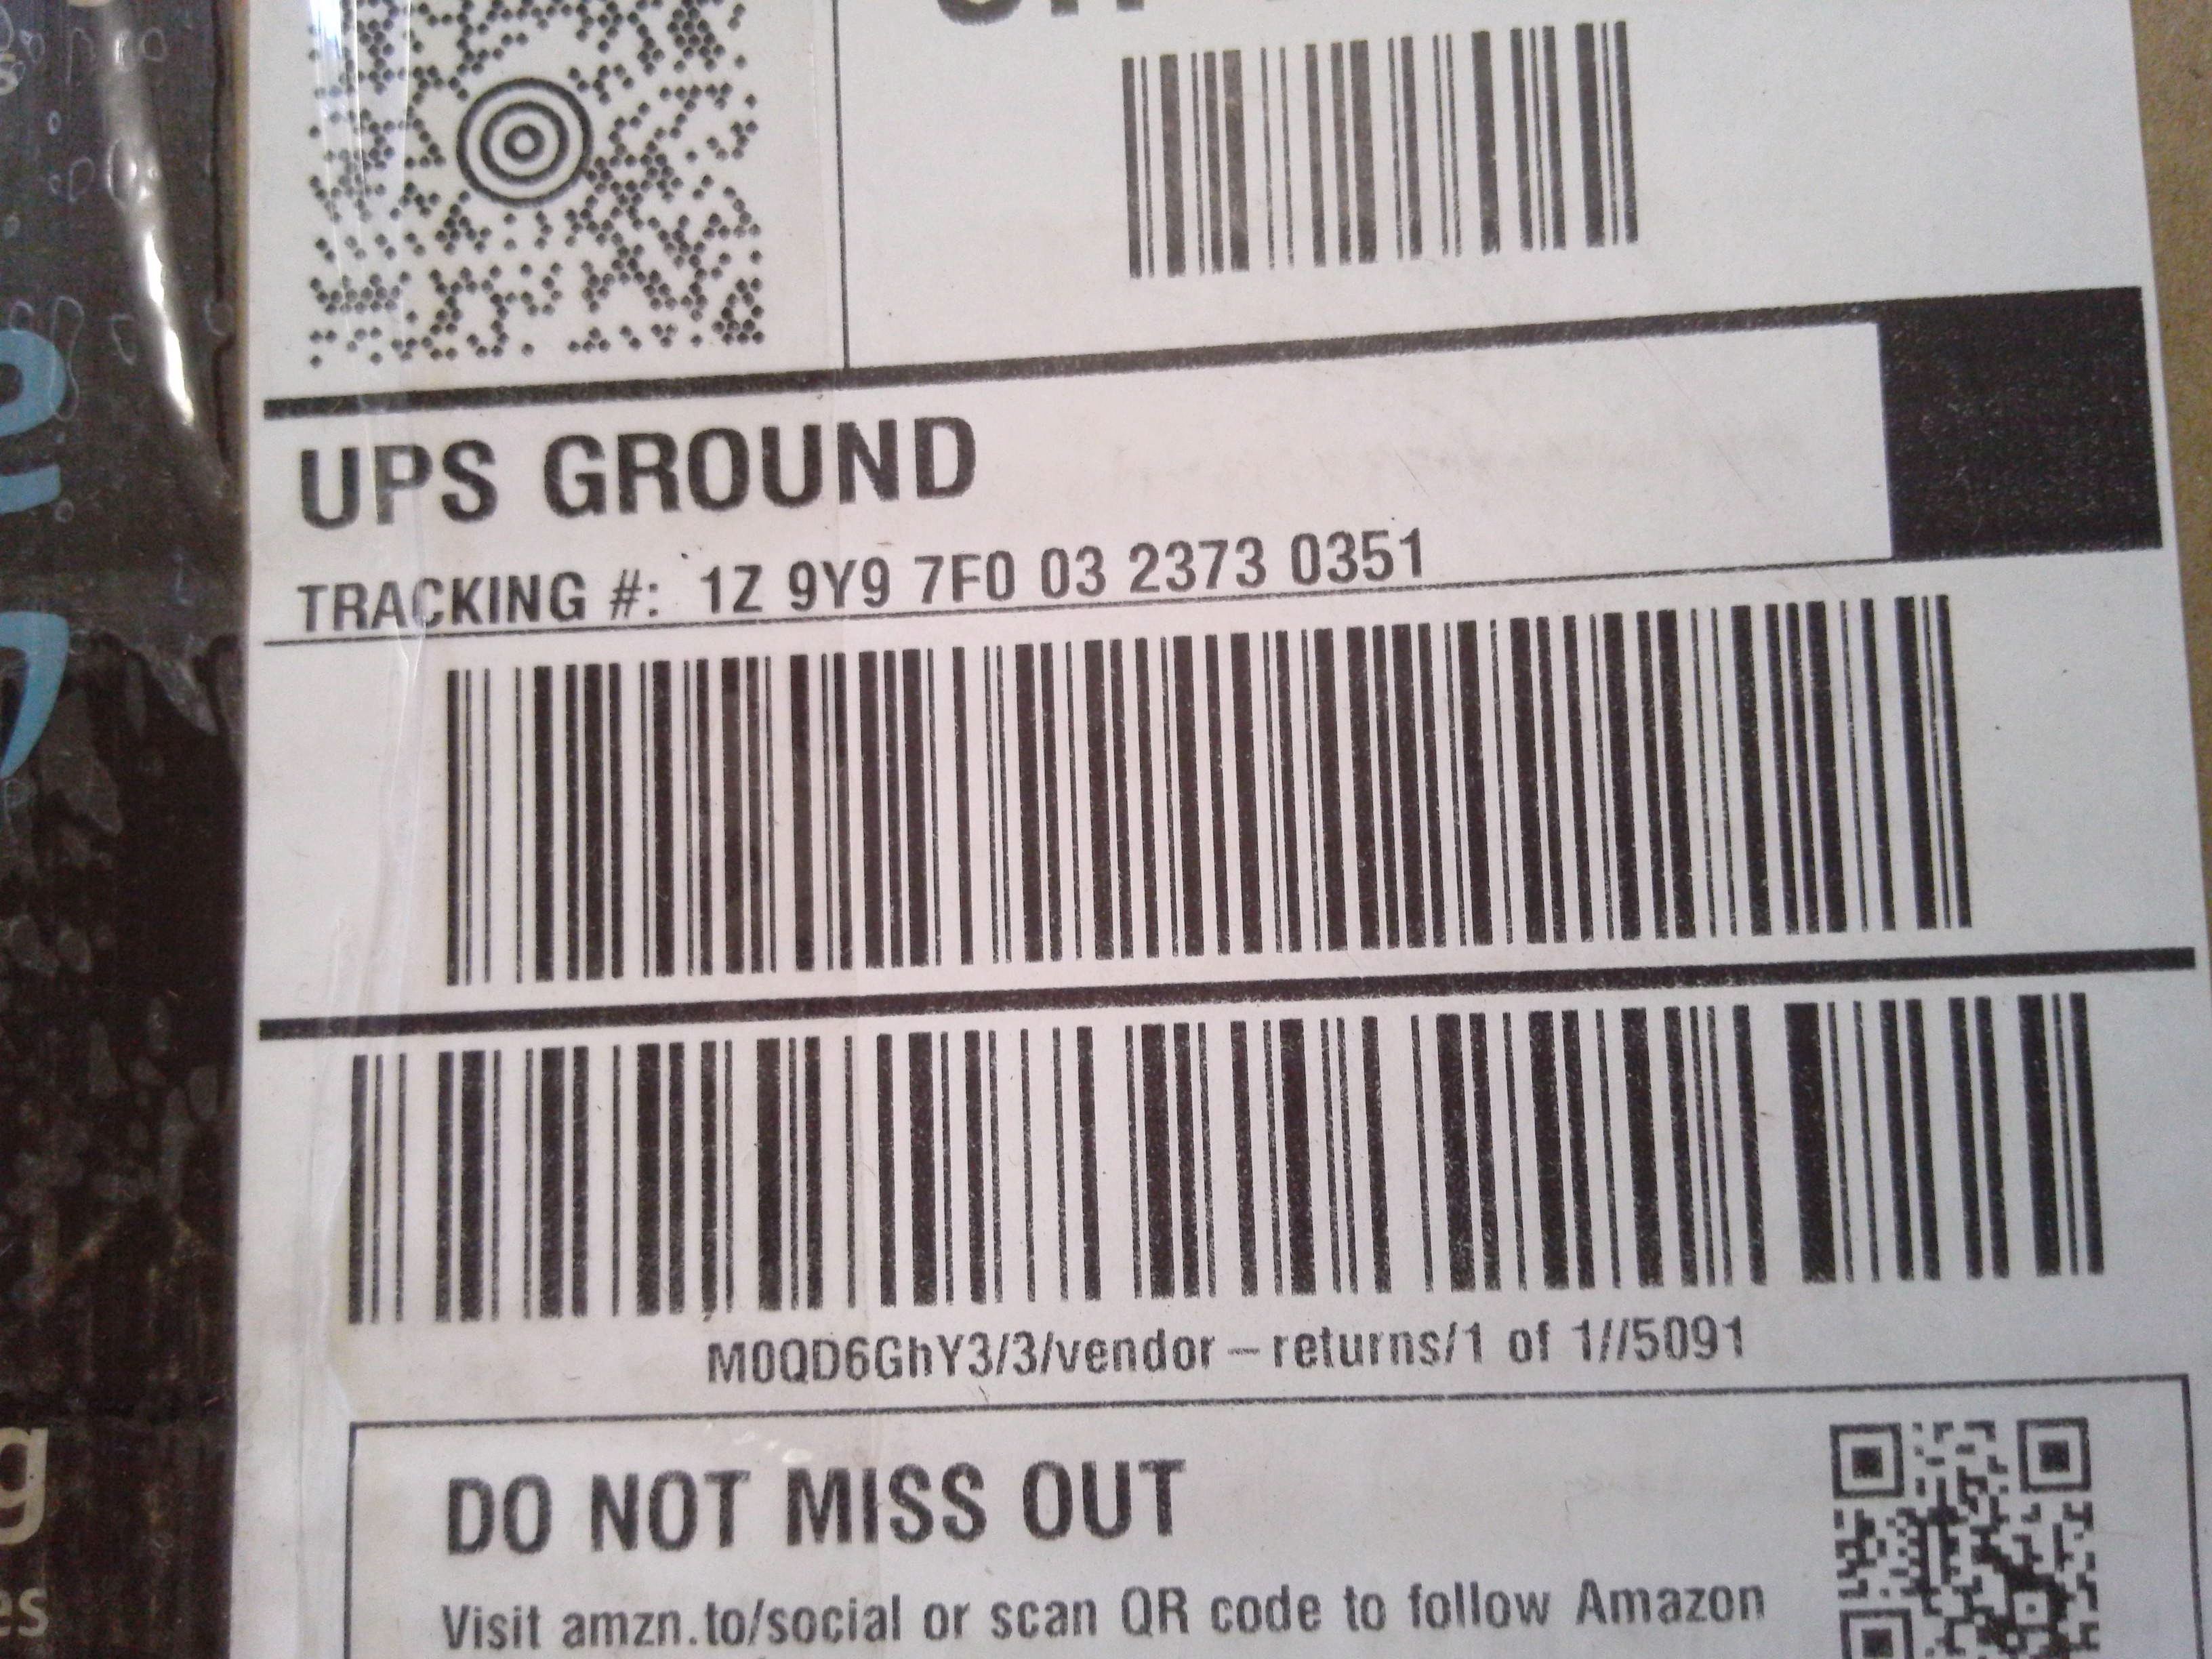 UPS GROUND
TRACKING #: 1Z 9Y9 7F0 03 2373 0351
M0QD6GhY3/3/vendor-returns/1 of 1//5091
DO NOT MISS OUT
Visit amzn.to/social or scan QR code to follow Amazon
g
es